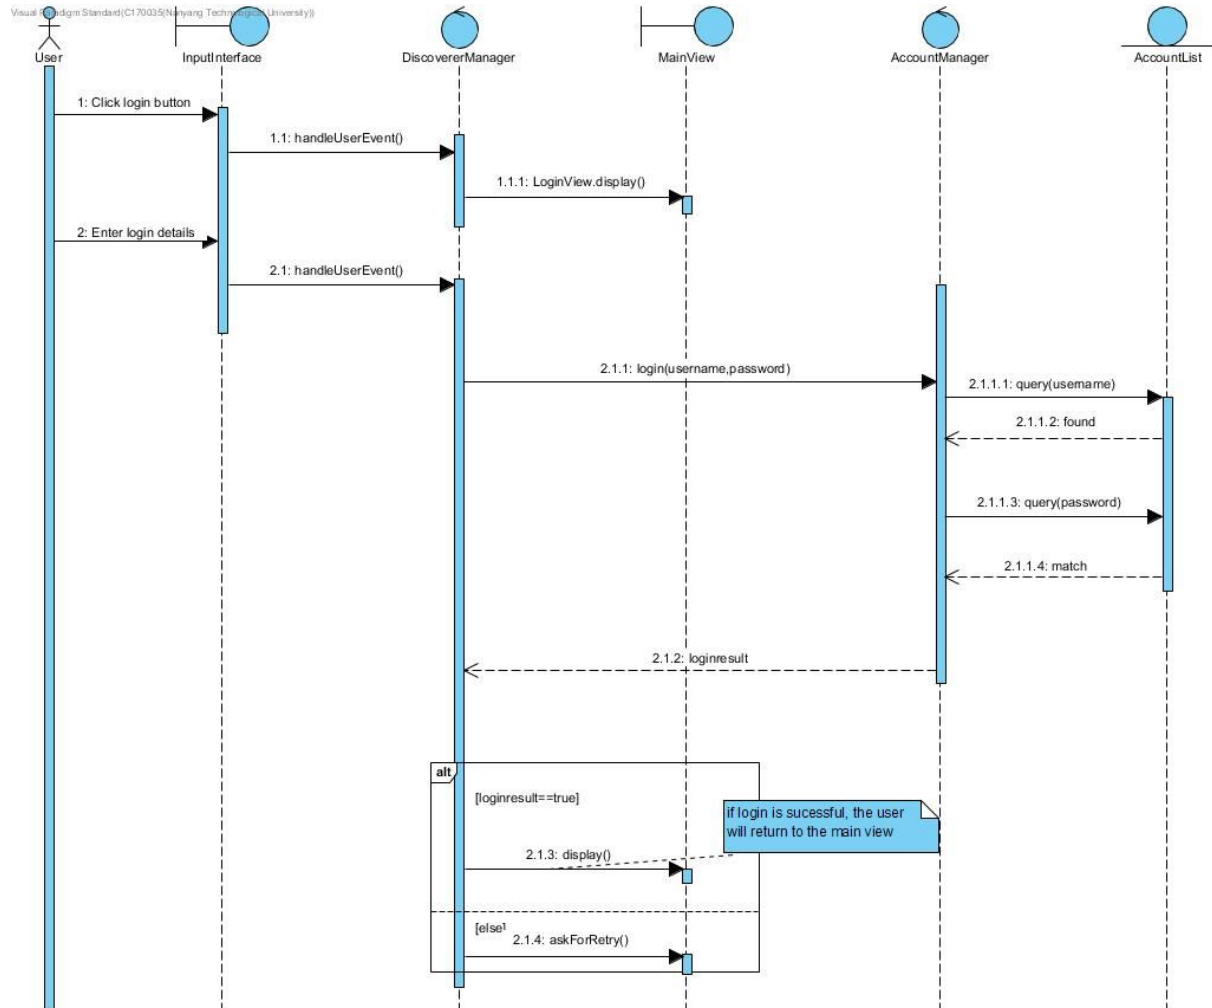 Visual Paradigm Standard(C170035(Nanyang Technological University))
User
InputInterface
DiscovererManager
MainView
AccountManager
AccountList
1: Click login button
1.1: handleUserEvent()
1.1.1: LoginView.display()
2: Enter login details
2.1: handleUserEvent()
2.1.1: login(username,password)
2.1.1.1: query(username)
2.1.1.2: found
2.1.1.3: query(password)
2.1.1.4: match
2.1.2: loginresult
alt
[loginresult==true]
if login is sucessful, the user
will return to the main view
2.1.3: display()
[else]
2.1.4: askForRetry()